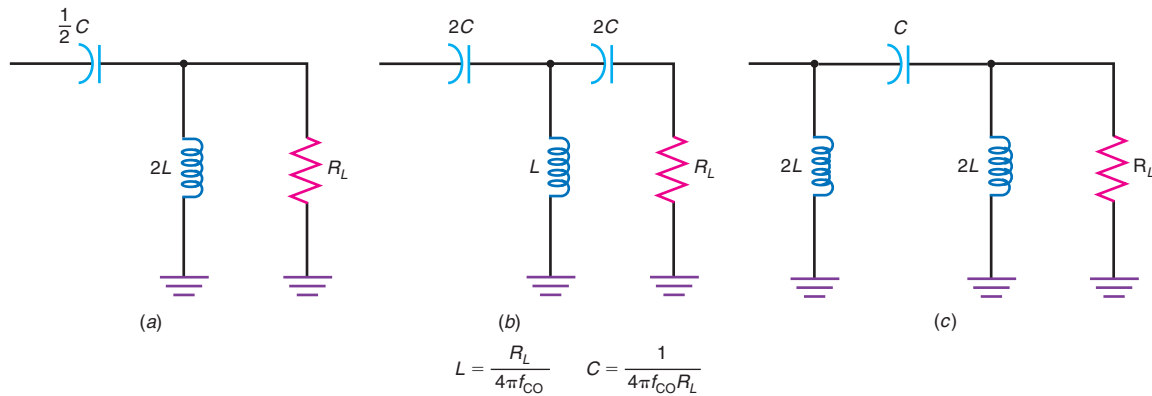 1/2 C
2L
R_L
(a)
2C
2C
L
R_L
(b)
C
2L
2L
R_L
(c)
L = R_L / 4πf_CO
C = 1 / 4πf_CO R_L